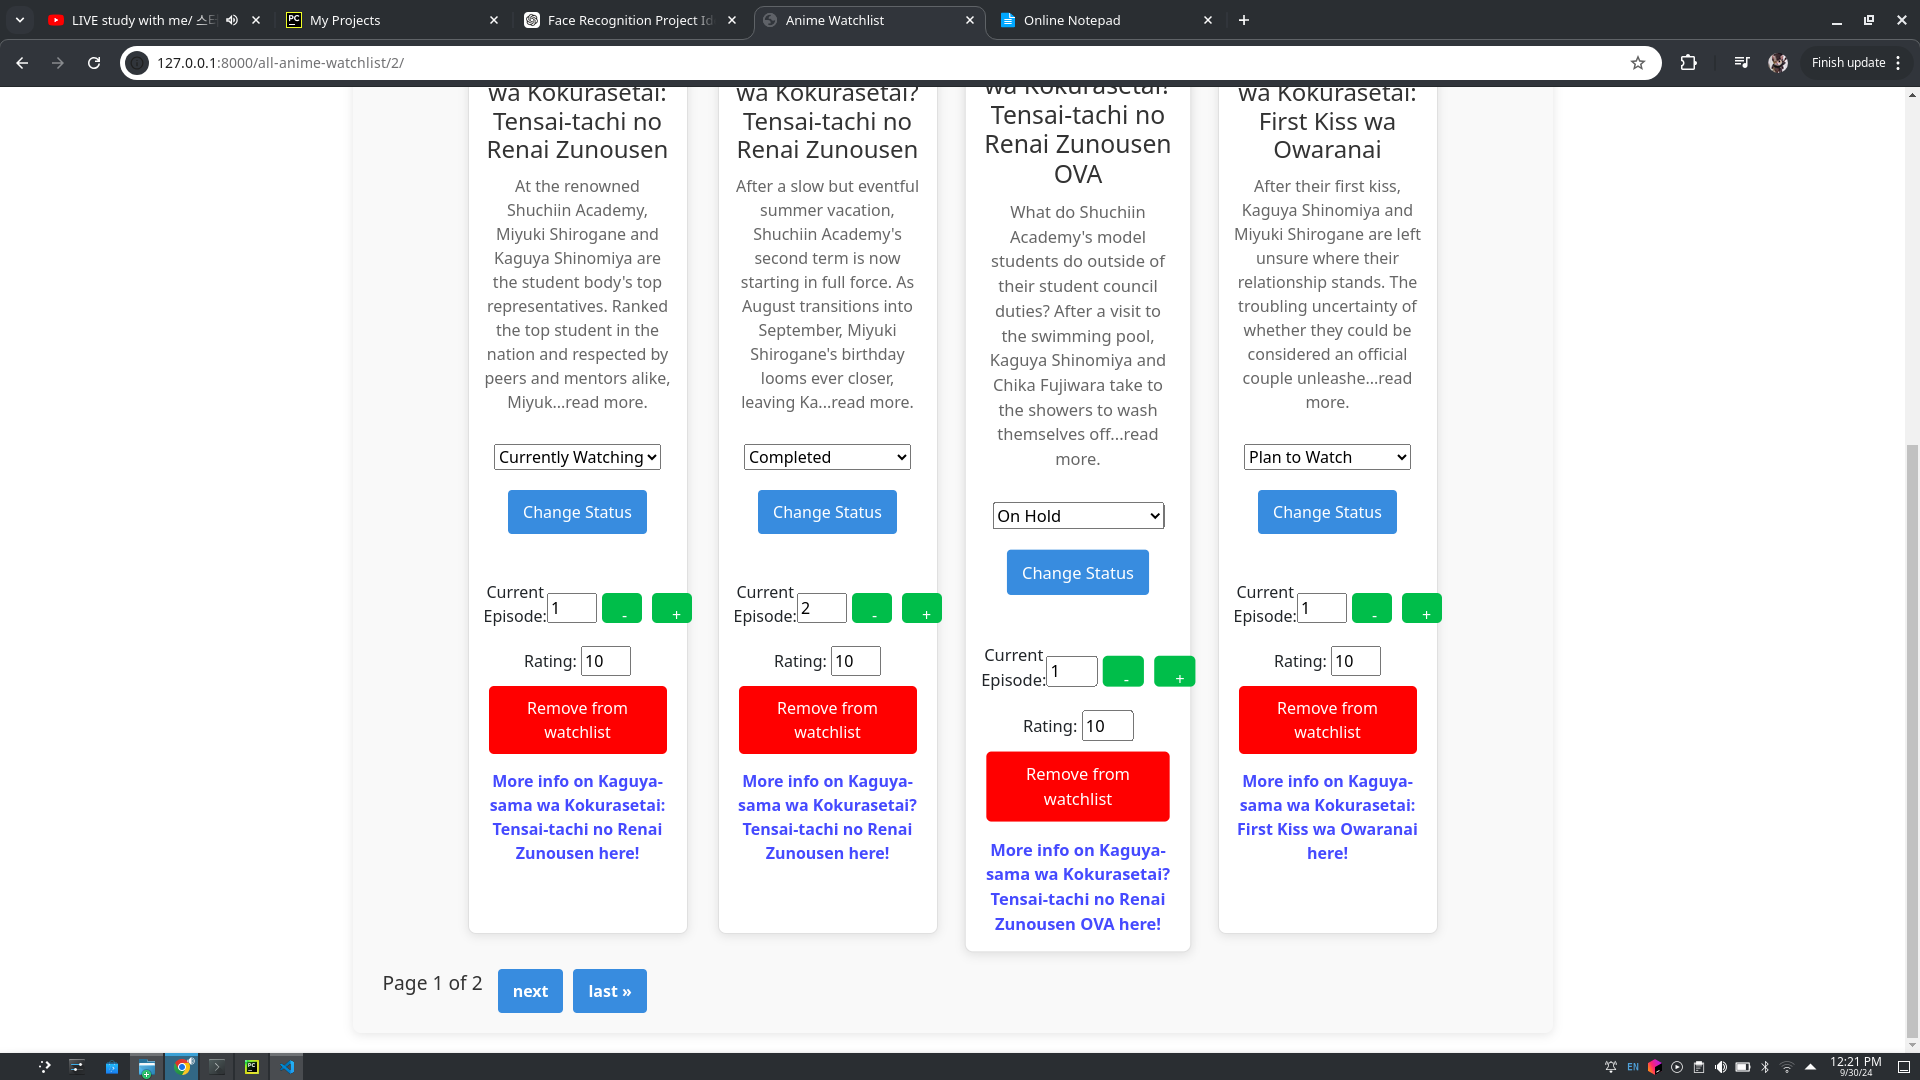 LIVE study with me/ 스터
My Projects
Face Recognition Project Id
Anime Watchlist
Online Notepad
127.0.0.1:8000/all-anime-watchlist/2/
Finish update
wa Kokurasetai:
Tensai-tachi no
Renai Zunousen
At the renowned
Shuchiin Academy,
Miyuki Shirogane and
Kaguya Shinomiya are
the student body's top
representatives. Ranked
the top student in the
nation and respected by
peers and mentors alike,
Miyuk...read more.
Currently Watching
Change Status
Current
Episode: 1 - +
Rating: 10
Remove from
watchlist
More info on Kaguya-
sama wa Kokurasetai:
Tensai-tachi no Renai
Zunousen here!
wa Kokurasetai?
Tensai-tachi no
Renai Zunousen
After a slow but eventful
summer vacation,
Shuchiin Academy's
second term is now
starting in full force. As
August transitions into
September, Miyuki
Shirogane's birthday
looms ever closer,
leaving Ka...read more.
Completed
Change Status
Current
Episode: 2 - +
Rating: 10
Remove from
watchlist
More info on Kaguya-
sama wa Kokurasetai?
Tensai-tachi no Renai
Zunousen here!
wa Kokurasetai?
Tensai-tachi no
Renai Zunousen
OVA
What do Shuchiin
Academy's model
students do outside of
their student council
duties? After a visit to
the swimming pool,
Kaguya Shinomiya and
Chika Fujiwara take to
the showers to wash
themselves off...read
more.
On Hold
Change Status
Current
Episode: 1 - +
Rating: 10
Remove from
watchlist
More info on Kaguya-
sama wa Kokurasetai?
Tensai-tachi no Renai
Zunousen OVA here!
wa Kokurasetai:
First Kiss wa
Owaranai
After their first kiss,
Kaguya Shinomiya and
Miyuki Shirogane are left
unsure where their
relationship stands. The
troubling uncertainty of
whether they could be
considered an official
couple unleashe...read
more.
Plan to Watch
Change Status
Current
Episode: 1 - +
Rating: 10
Remove from
watchlist
More info on Kaguya-
sama wa Kokurasetai:
First Kiss wa Owaranai
here!
Page 1 of 2 next last »
EN
12:21 PM
9/30/24